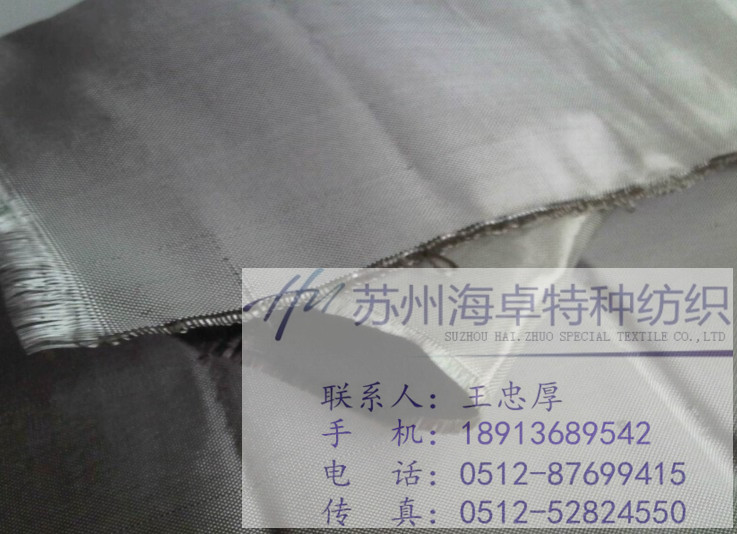 苏州海卓特种纺织
SUZHOU HAI.ZHUO SPECIAL TEXTILE CO.,LTD
联系人：王忠厚
手 机：18913689542
电 话：0512-87699415
传 真：0512-52824550